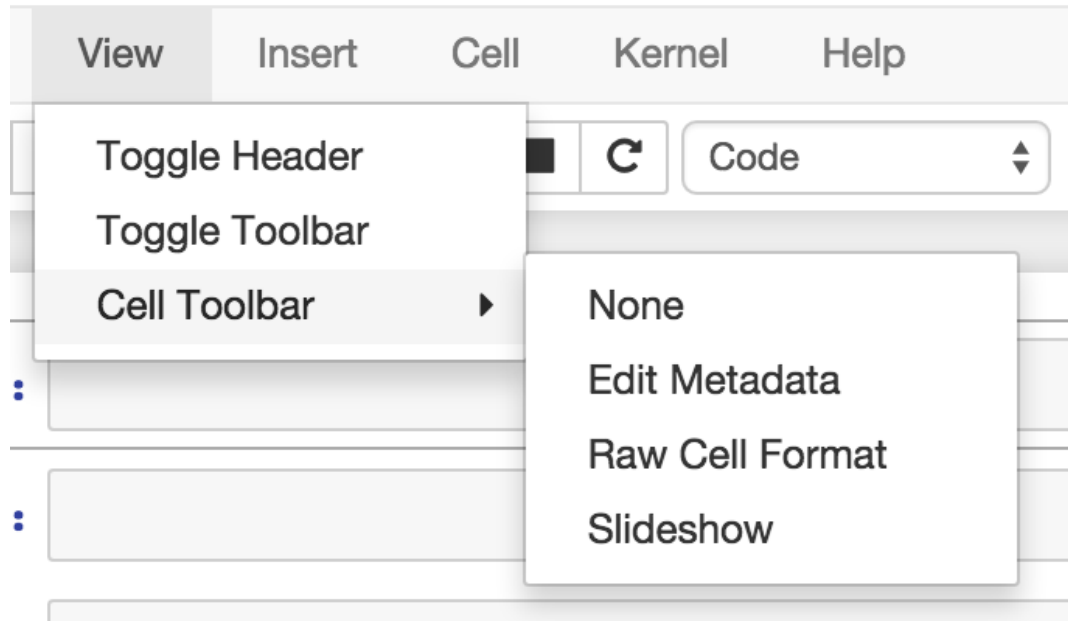 View Insert Cell Kernel Help
Toggle Header
Code
Toggle Toolbar
Cell Toolbar
None
Edit Metadata
Raw Cell Format
Slideshow